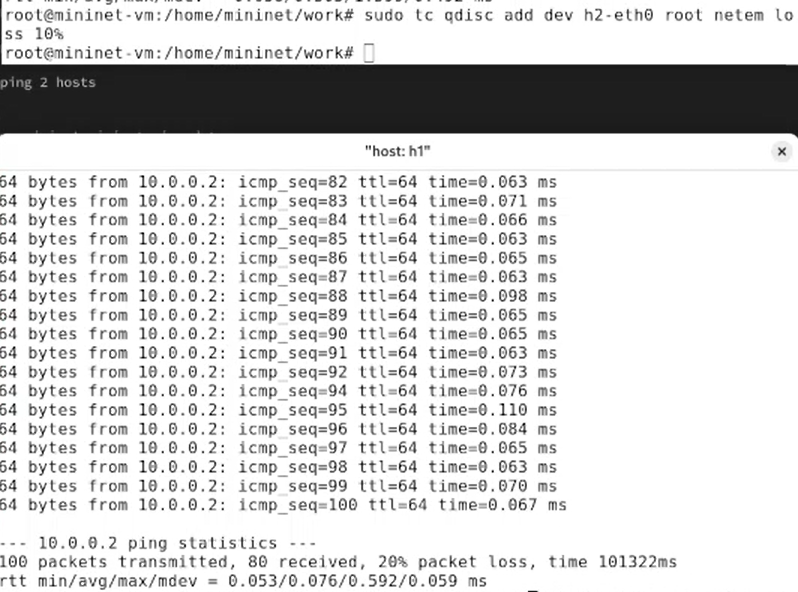 root@mininet-vm:/home/mininet/work# sudo tc qdisc add dev h2-eth0 root netem lo
ss 10%
root@mininet-vm:/home/mininet/work#
ping 2 hosts
"host: h1"
64 bytes from 10.0.0.2: icmp_seq=82 ttl=64 time=0.063 ms
64 bytes from 10.0.0.2: icmp_seq=83 ttl=64 time=0.071 ms
64 bytes from 10.0.0.2: icmp_seq=84 ttl=64 time=0.066 ms
64 bytes from 10.0.0.2: icmp_seq=85 ttl=64 time=0.063 ms
64 bytes from 10.0.0.2: icmp_seq=86 ttl=64 time=0.065 ms
64 bytes from 10.0.0.2: icmp_seq=87 ttl=64 time=0.063 ms
64 bytes from 10.0.0.2: icmp_seq=88 ttl=64 time=0.098 ms
64 bytes from 10.0.0.2: icmp_seq=89 ttl=64 time=0.065 ms
64 bytes from 10.0.0.2: icmp_seq=90 ttl=64 time=0.065 ms
64 bytes from 10.0.0.2: icmp_seq=91 ttl=64 time=0.063 ms
64 bytes from 10.0.0.2: icmp_seq=92 ttl=64 time=0.073 ms
64 bytes from 10.0.0.2: icmp_seq=94 ttl=64 time=0.076 ms
64 bytes from 10.0.0.2: icmp_seq=95 ttl=64 time=0.110 ms
64 bytes from 10.0.0.2: icmp_seq=96 ttl=64 time=0.084 ms
64 bytes from 10.0.0.2: icmp_seq=97 ttl=64 time=0.065 ms
64 bytes from 10.0.0.2: icmp_seq=98 ttl=64 time=0.063 ms
64 bytes from 10.0.0.2: icmp_seq=99 ttl=64 time=0.070 ms
64 bytes from 10.0.0.2: icmp_seq=100 ttl=64 time=0.067 ms
--- 10.0.0.2 ping statistics ---
100 packets transmitted, 80 received, 20% packet loss, time 101322ms
rtt min/avg/max/mdev = 0.053/0.076/0.592/0.059 ms